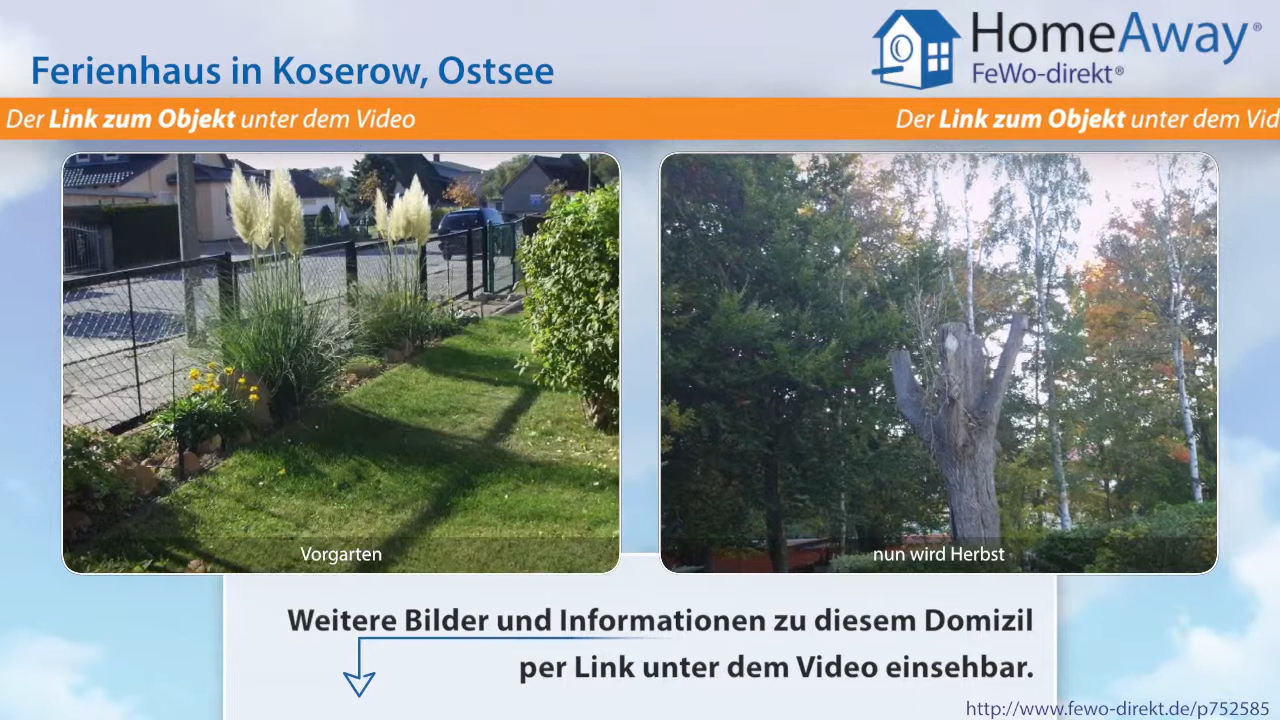 HomeAway®
FeWo-direkt®
Ferienhaus in Koserow, Ostsee
Der Link zum Objekt unter dem Video
Der Link zum Objekt unter dem Vid
Vorgarten
nun wird Herbst
Weitere Bilder und Informationen zu diesem Domizil
per Link unter dem Video einsehbar.
http://www.fewo-direkt.de/p752585